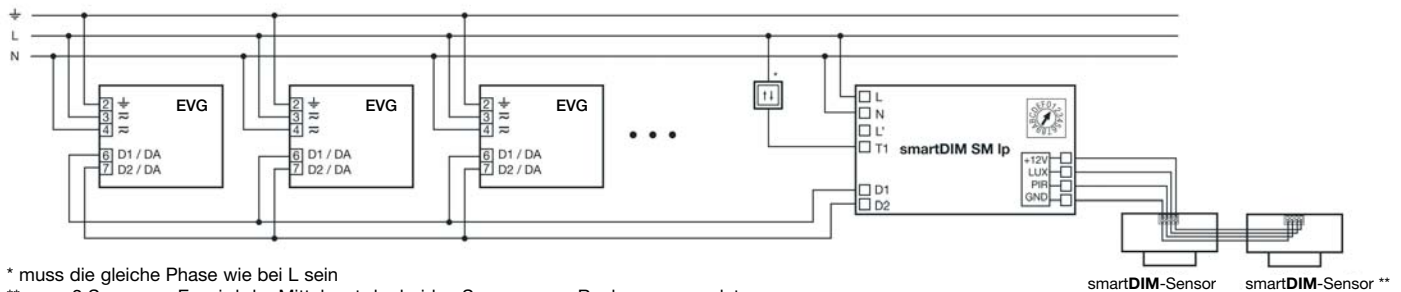 ⏚
L
N
EVG
2 ⏚
3 ≂
4 ≂
6 D1 / DA
7 D2 / DA
EVG
2 ⏚
3 ≂
4 ≂
6 D1 / DA
7 D2 / DA
EVG
2 ⏚
3 ≂
4 ≂
6 D1 / DA
7 D2 / DA
• • •
*
↑↓
L
N
L'
T1
smartDIM SM lp
D1
D2
+12V
LUX
PIR
GND
smartDIM-Sensor
smartDIM-Sensor **
* muss die gleiche Phase wie bei L sein